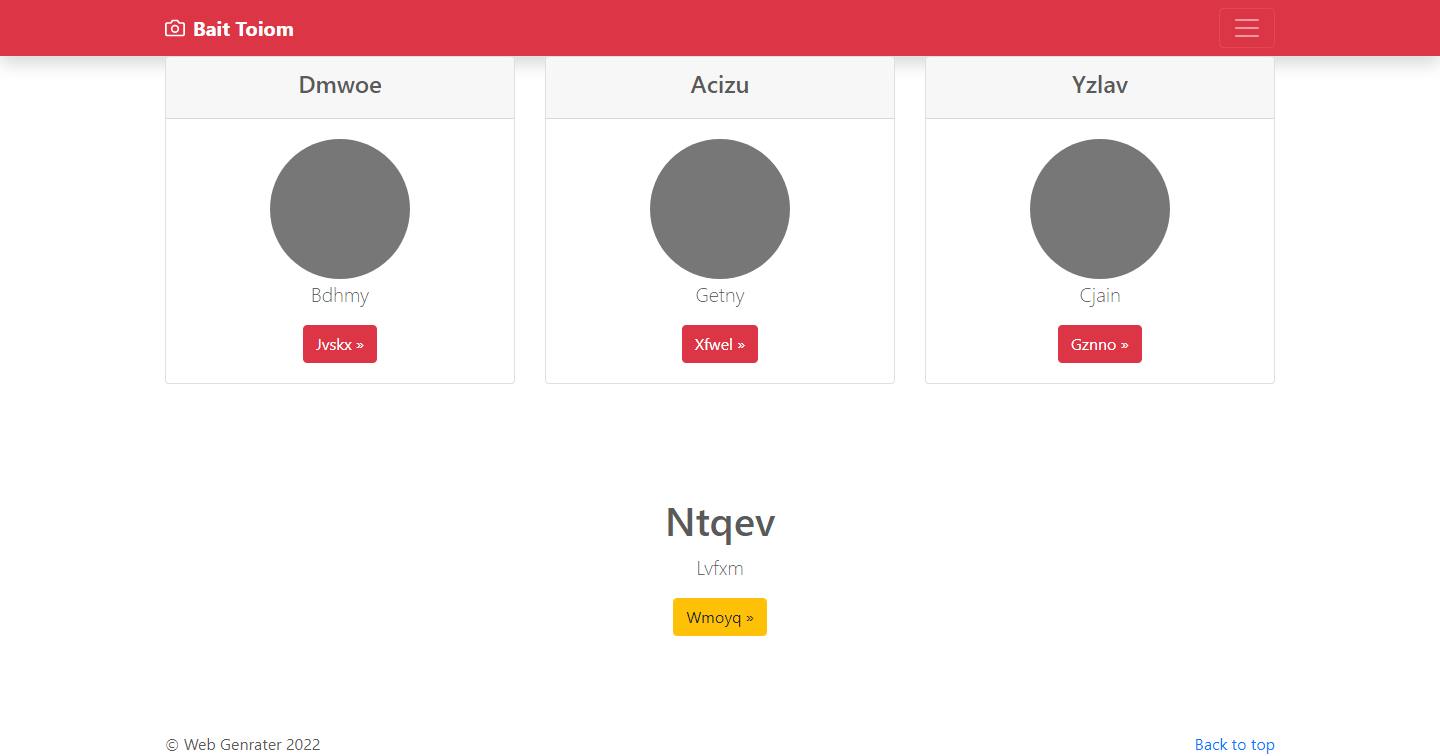 Bait Toiom
Dmwoe
Acizu
Yzlav
Bdhmy
Getny
Cjain
Jvskx »
Xfwel »
Gznno »
Ntqev
Lvfxm
Wmoyq »
© Web Genrater 2022
Back to top